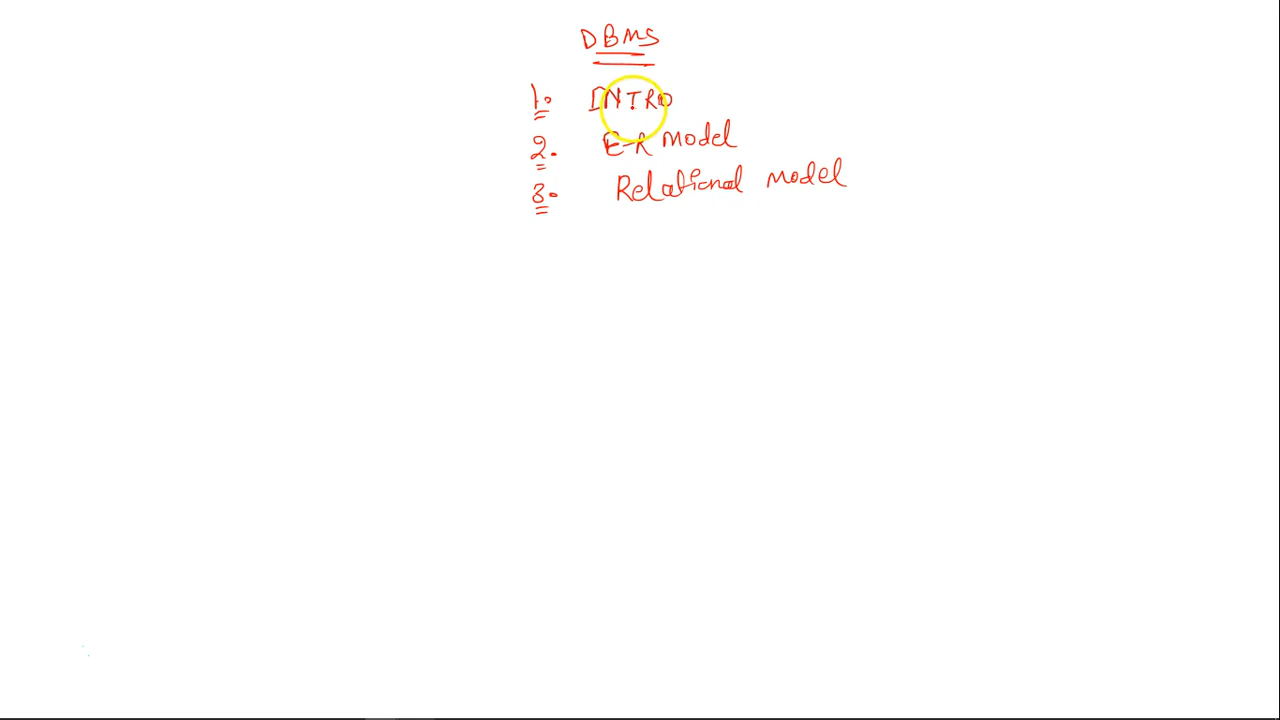 DBMS
1. INTRO
2. E-R Model
3. Relational model